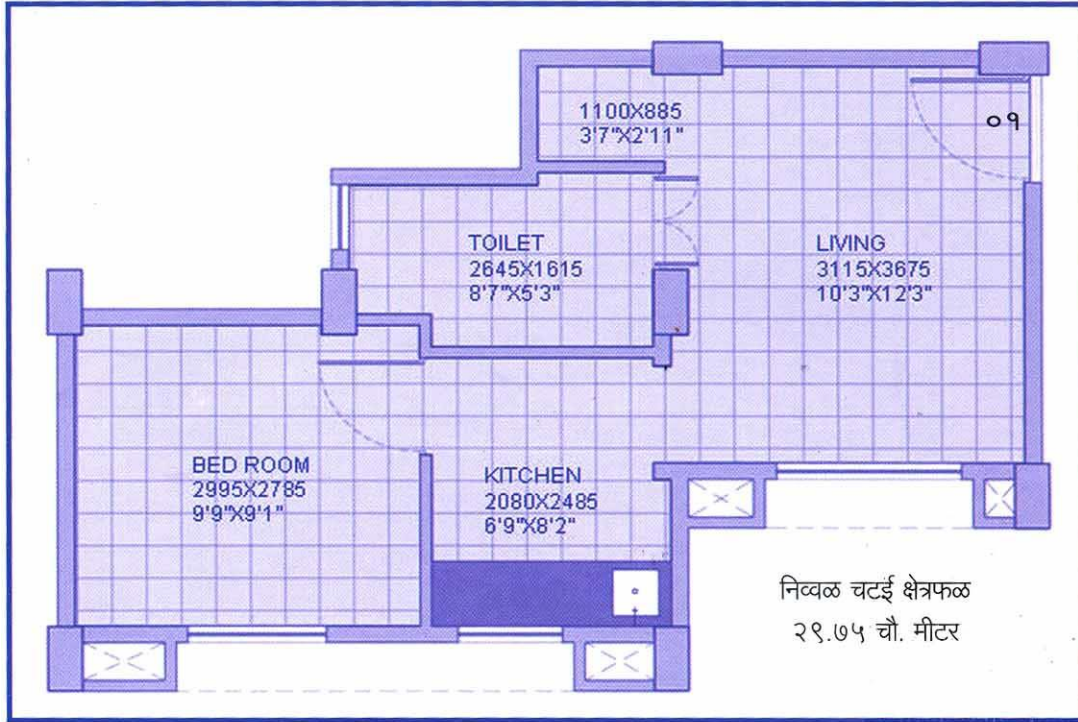 1100X885
3'7"X2'11"
०१
TOILET
2645X1615
8'7"X5'3"
LIVING
3115X3675
10'3"X12'3"
BED ROOM
2995X2785
9'9"X9'1"
KITCHEN
2080X2485
6'9"X8'2"
निव्वळ चटई क्षेत्रफळ
२९.७५ चौ. मीटर